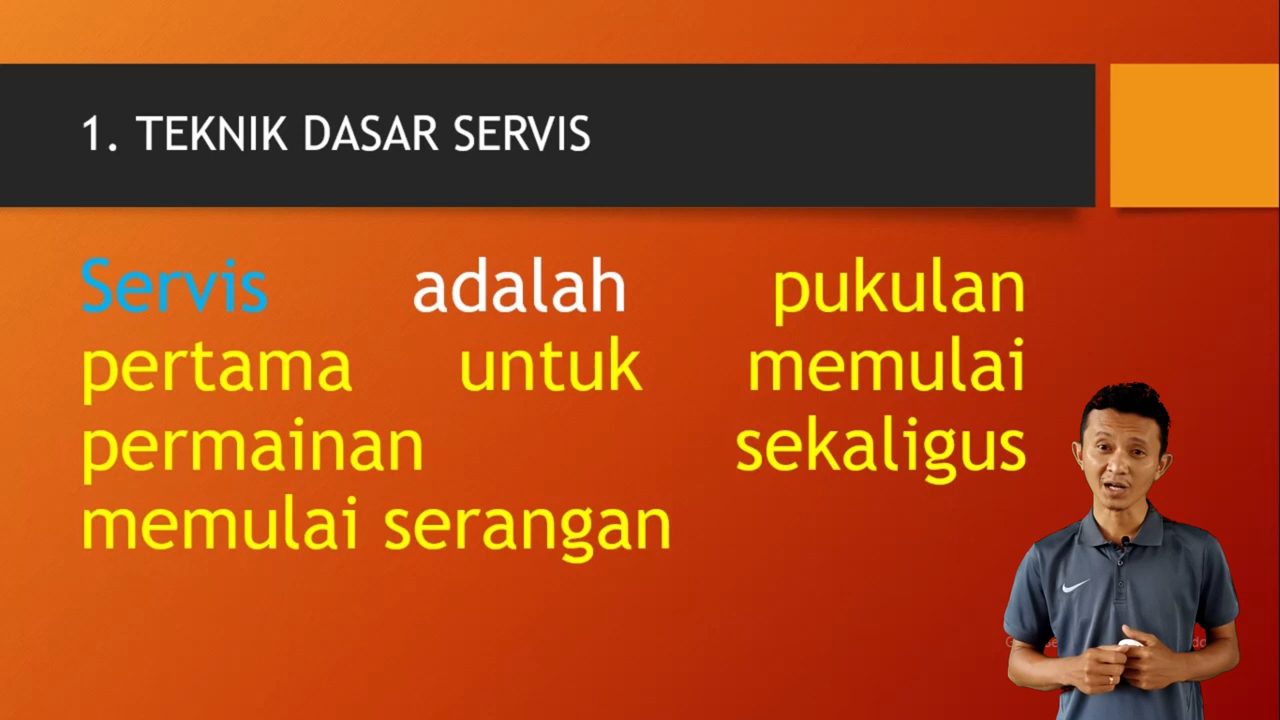 1. TEKNIK DASAR SERVIS
Servis adalah pukulan
pertama untuk memulai
permainan sekaligus
memulai serangan